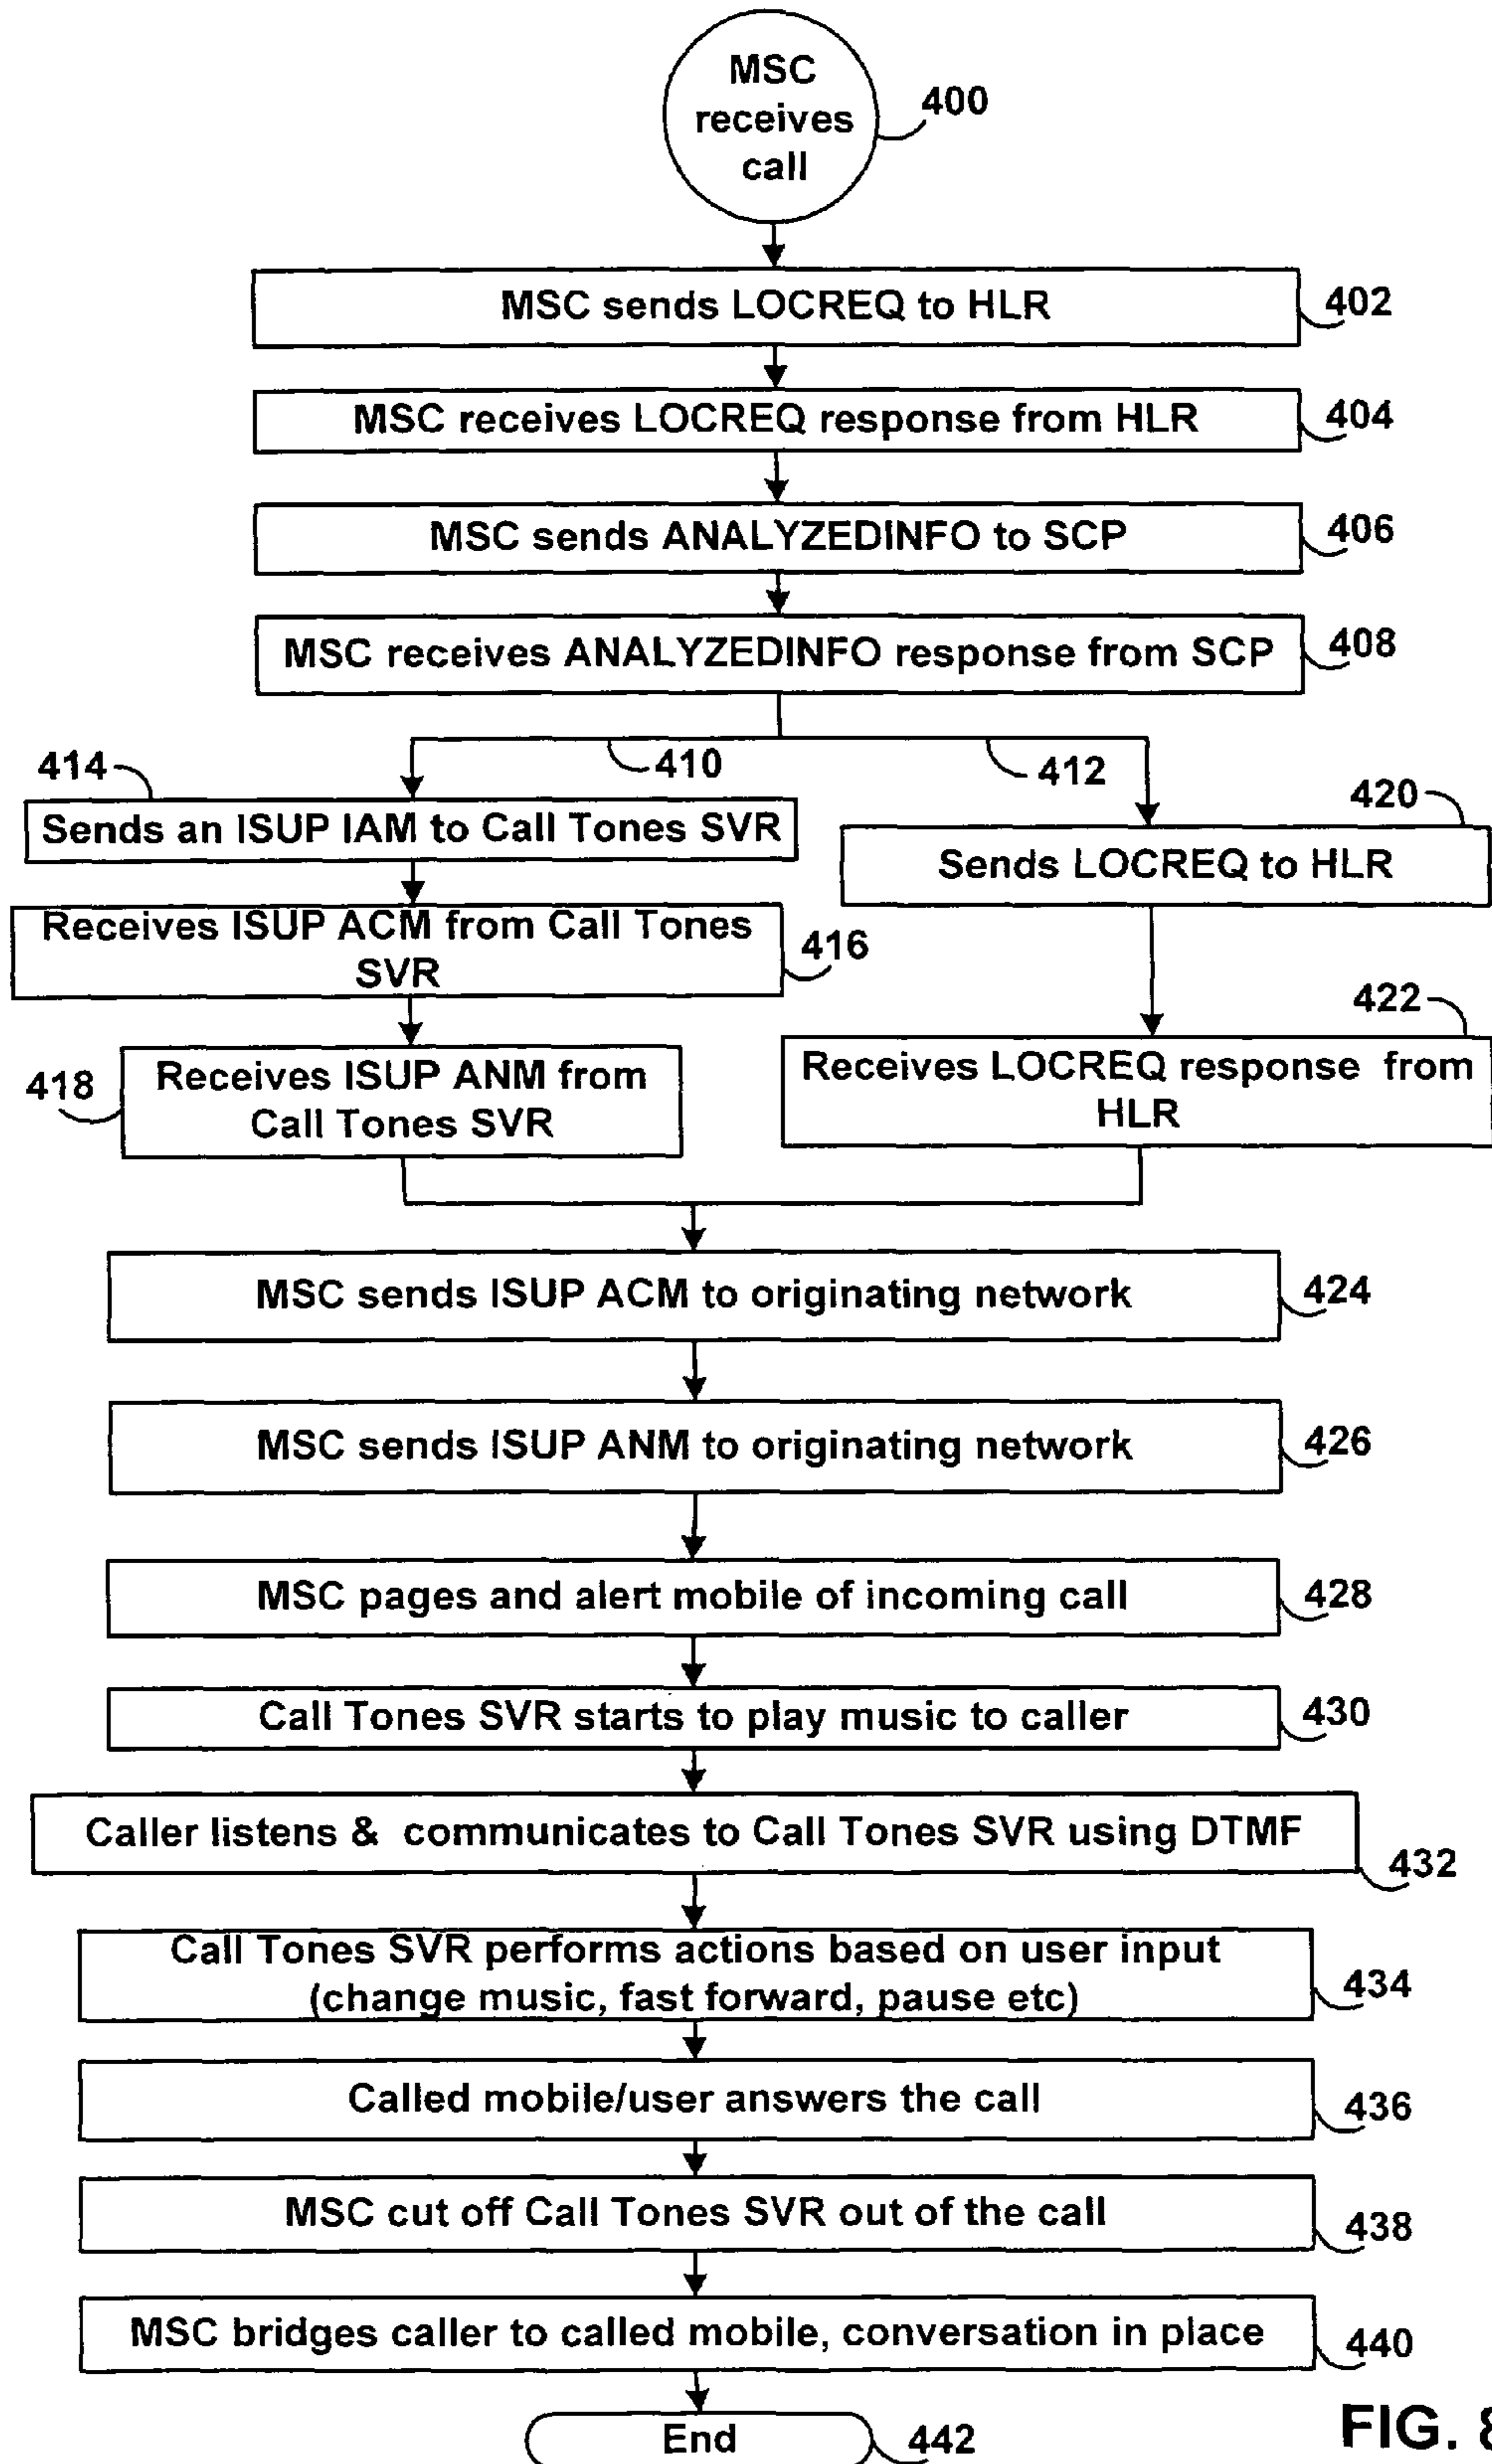 MSC
receives
call
400
MSC sends LOCREQ to HLR
402
MSC receives LOCREQ response from HLR
404
MSC sends ANALYZEDINFO to SCP
406
MSC receives ANALYZEDINFO response from SCP
408
410
412
414
Sends an ISUP IAM to Call Tones SVR
420
Sends LOCREQ to HLR
Receives ISUP ACM from Call Tones
SVR
416
422
Receives LOCREQ response from
HLR
418
Receives ISUP ANM from
Call Tones SVR
MSC sends ISUP ACM to originating network
424
MSC sends ISUP ANM to originating network
426
MSC pages and alert mobile of incoming call
428
Call Tones SVR starts to play music to caller
430
Caller listens & communicates to Call Tones SVR using DTMF
432
Call Tones SVR performs actions based on user input
(change music, fast forward, pause etc)
434
Called mobile/user answers the call
436
MSC cut off Call Tones SVR out of the call
438
MSC bridges caller to called mobile, conversation in place
440
End
442
FIG. 8